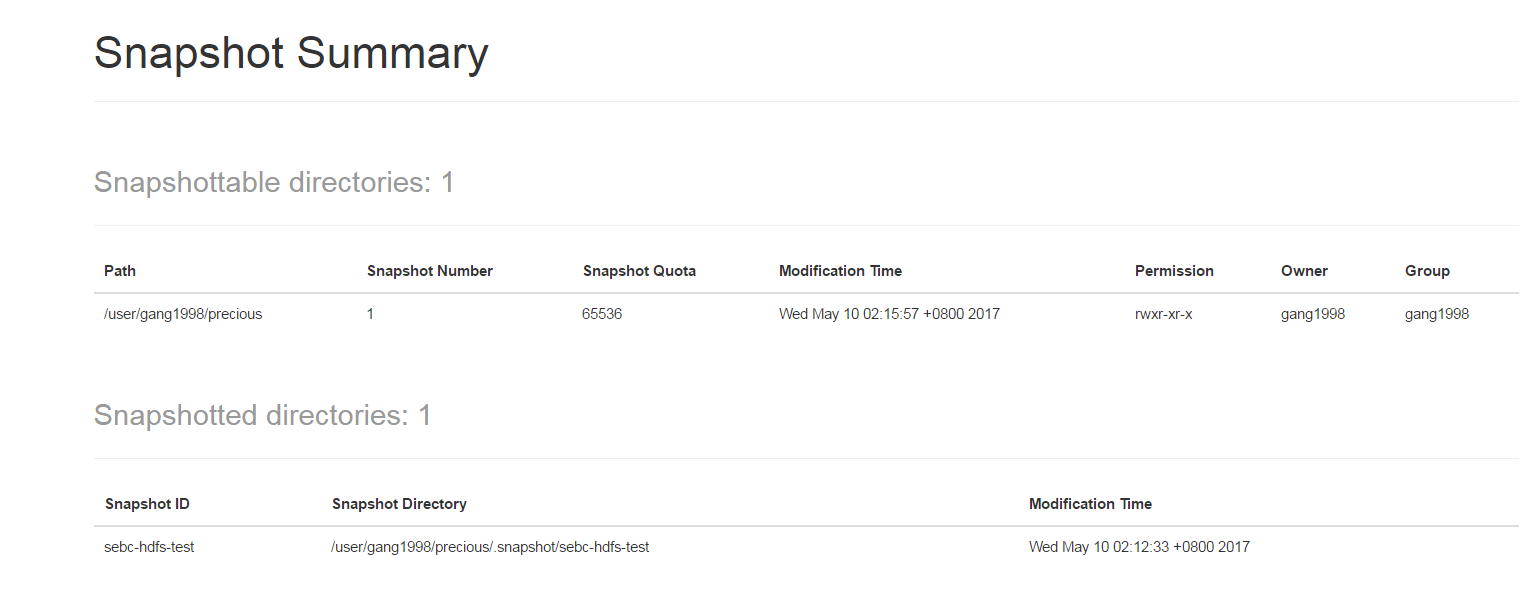 Snapshot Summary
Snapshottable directories: 1
Path Snapshot Number Snapshot Quota Modification Time Permission Owner Group
/user/gang1998/precious 1 65536 Wed May 10 02:15:57 +0800 2017 rwxr-xr-x gang1998 gang1998
Snapshotted directories: 1
Snapshot ID Snapshot Directory Modification Time
sebc-hdfs-test /user/gang1998/precious/.snapshot/sebc-hdfs-test Wed May 10 02:12:33 +0800 2017